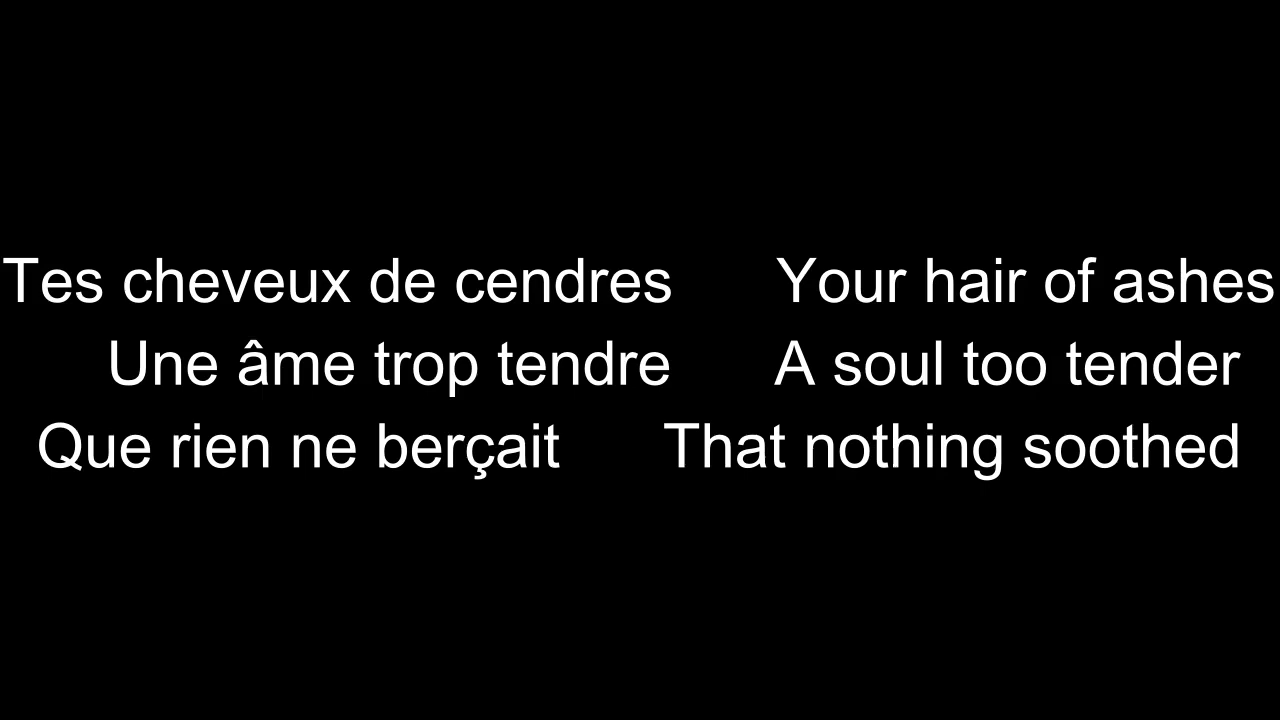 Tes cheveux de cendres Your hair of ashes
Une âme trop tendre A soul too tender
Que rien ne berçait That nothing soothed